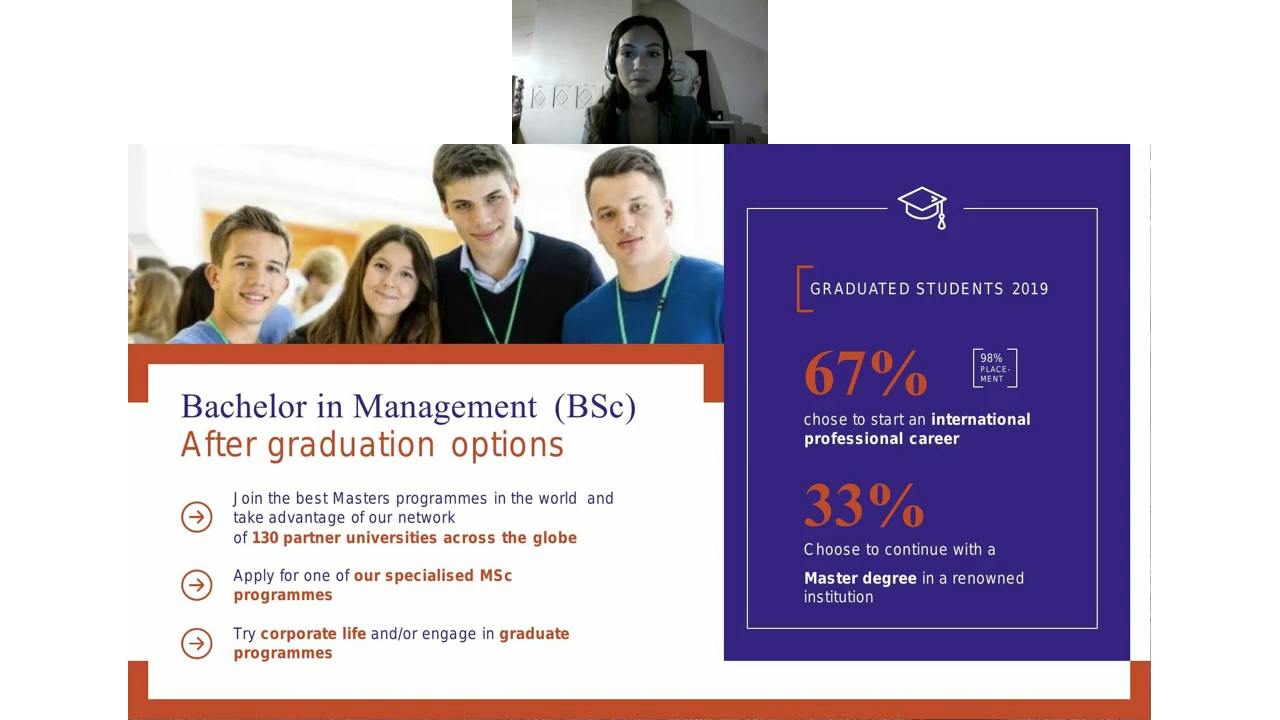 Bachelor in Management (BSc)
After graduation options
Join the best Masters programmes in the world and
take advantage of our network
of 130 partner universities across the globe
Apply for one of our specialised MSc
programmes
Try corporate life and/or engage in graduate
programmes
GRADUATED STUDENTS 2019
67%
98%
PLACE-
MENT
chose to start an international
professional career
33%
Choose to continue with a
Master degree in a renowned
institution